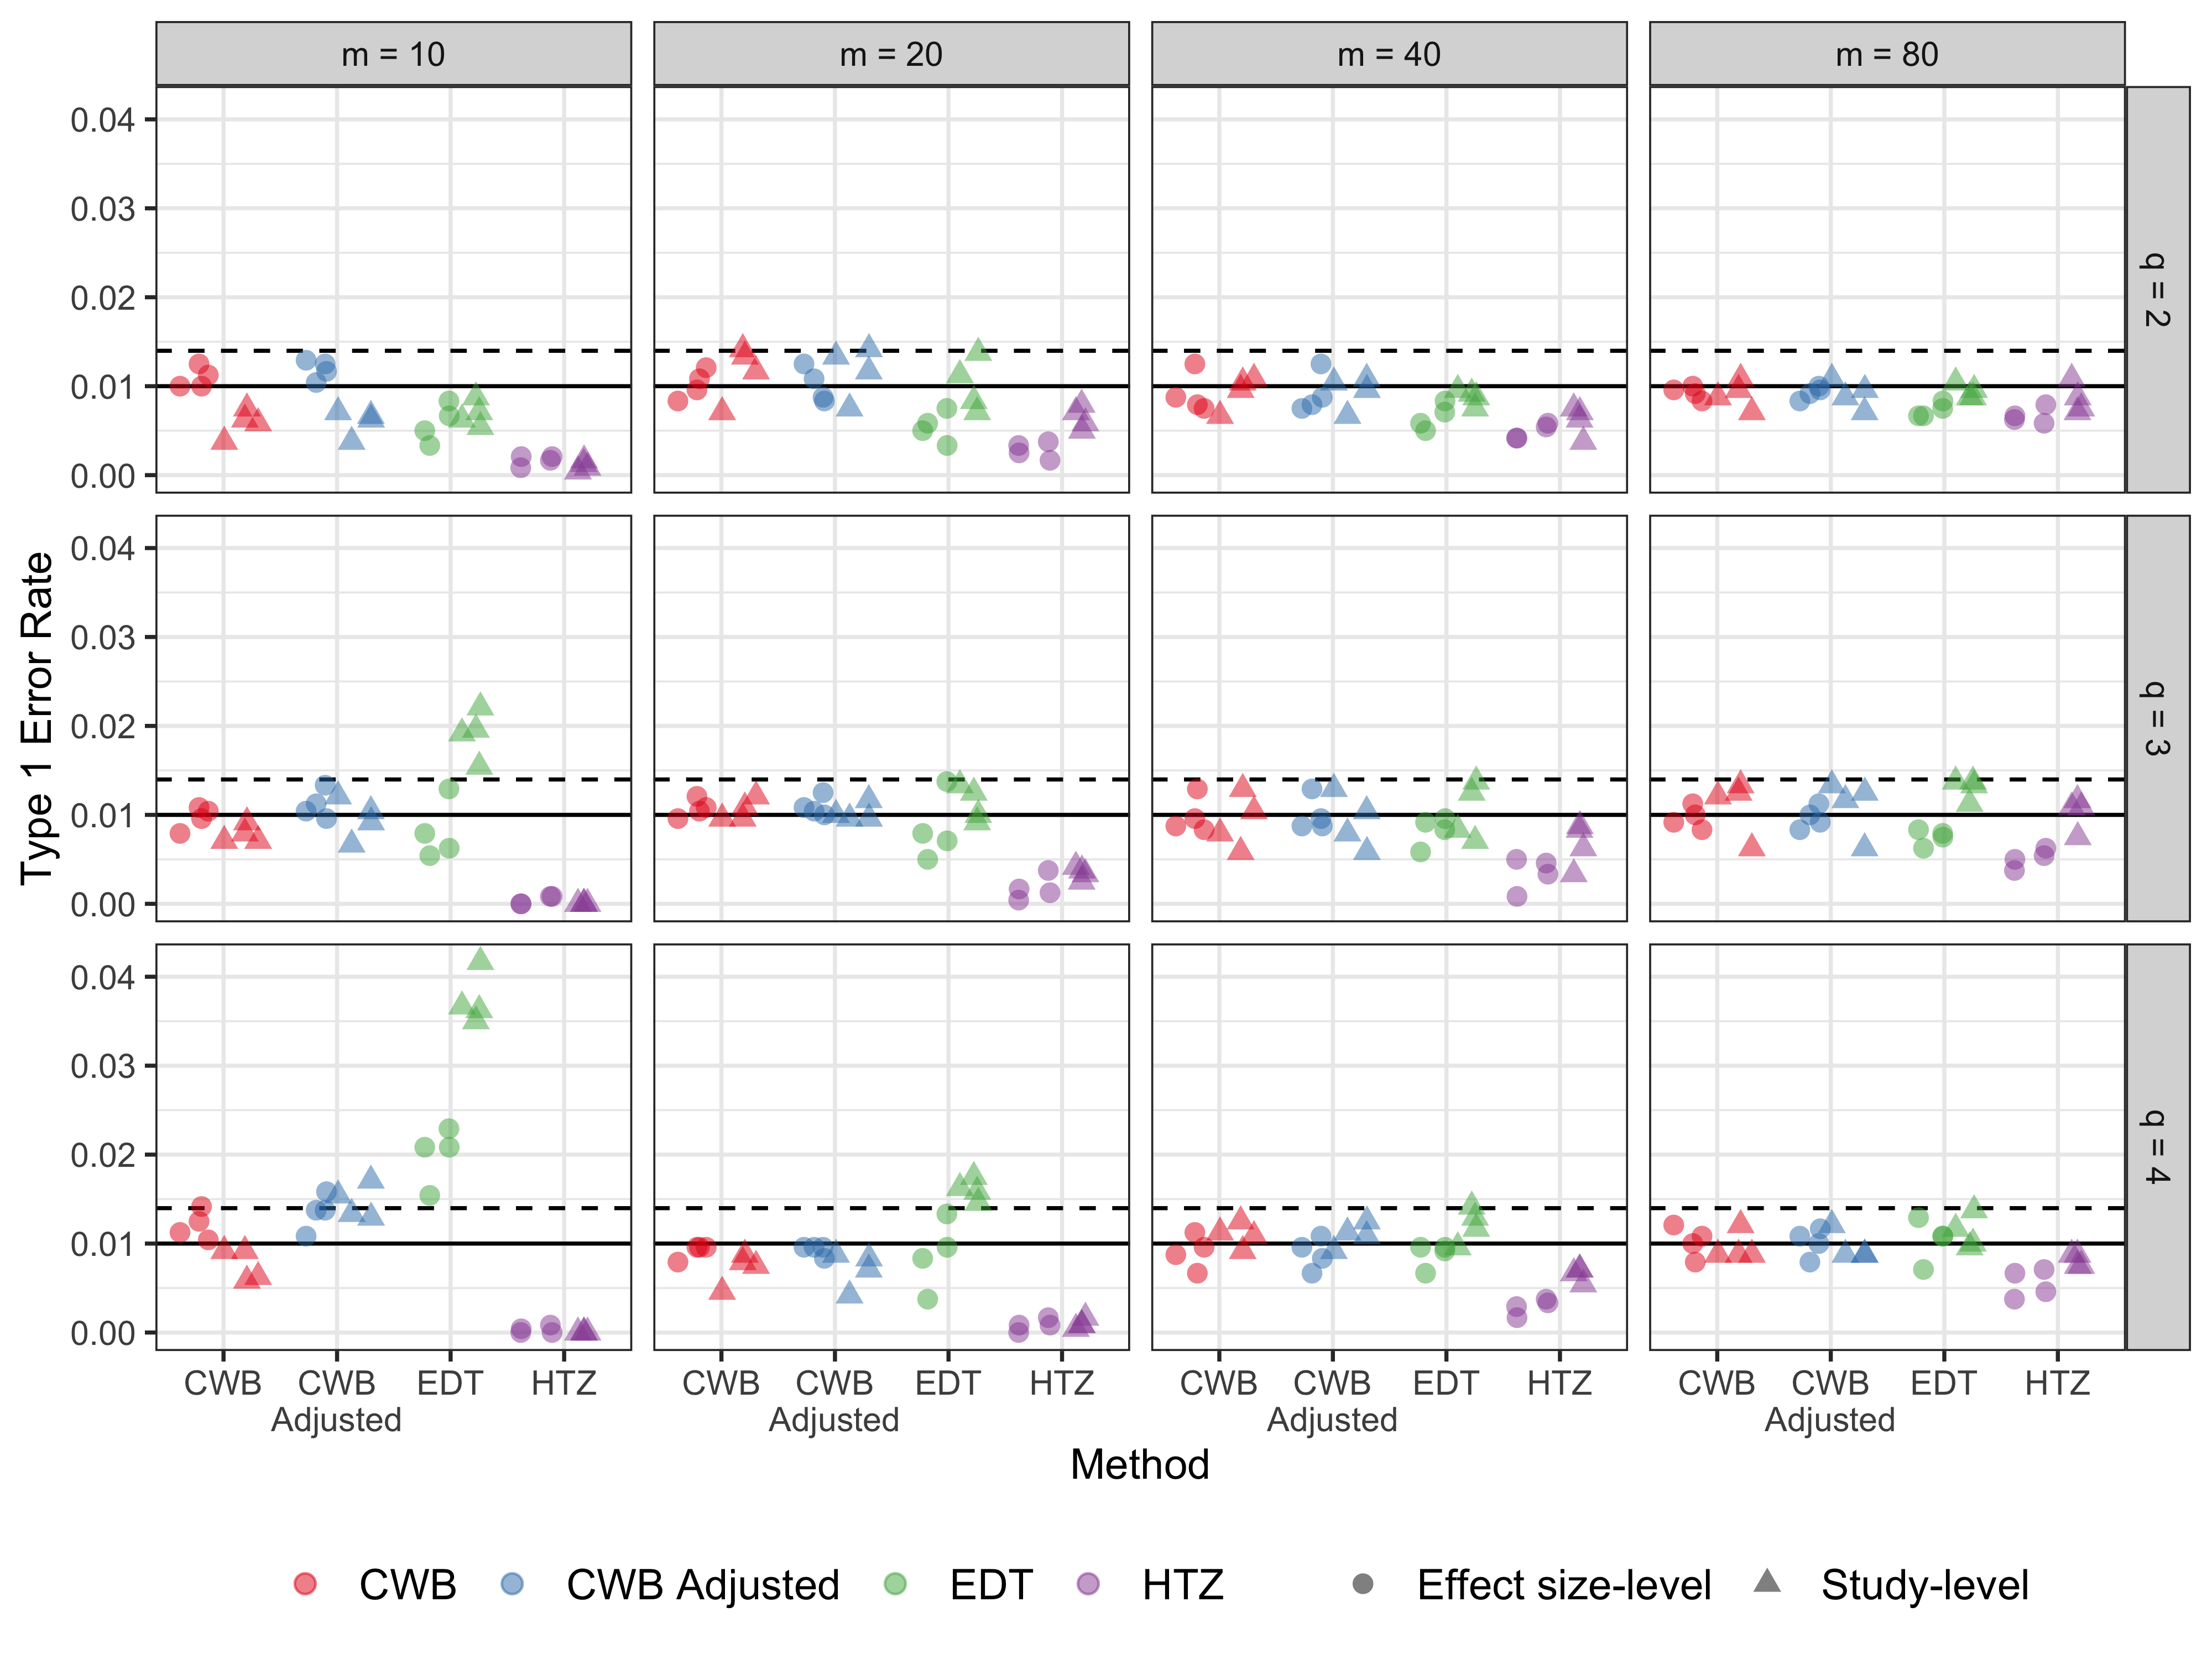 m = 10
m = 20
m = 40
m = 80
0.04
0.03
0.02
0.01
0.00
q = 2
0.04
0.03
0.02
0.01
0.00
q = 3
0.04
0.03
0.02
0.01
0.00
q = 4
Type 1 Error Rate
CWB
CWB
Adjusted
EDT
HTZ
CWB
CWB
Adjusted
EDT
HTZ
CWB
CWB
Adjusted
EDT
HTZ
CWB
CWB
Adjusted
EDT
HTZ
Method
CWB
CWB Adjusted
EDT
HTZ
Effect size-level
Study-level